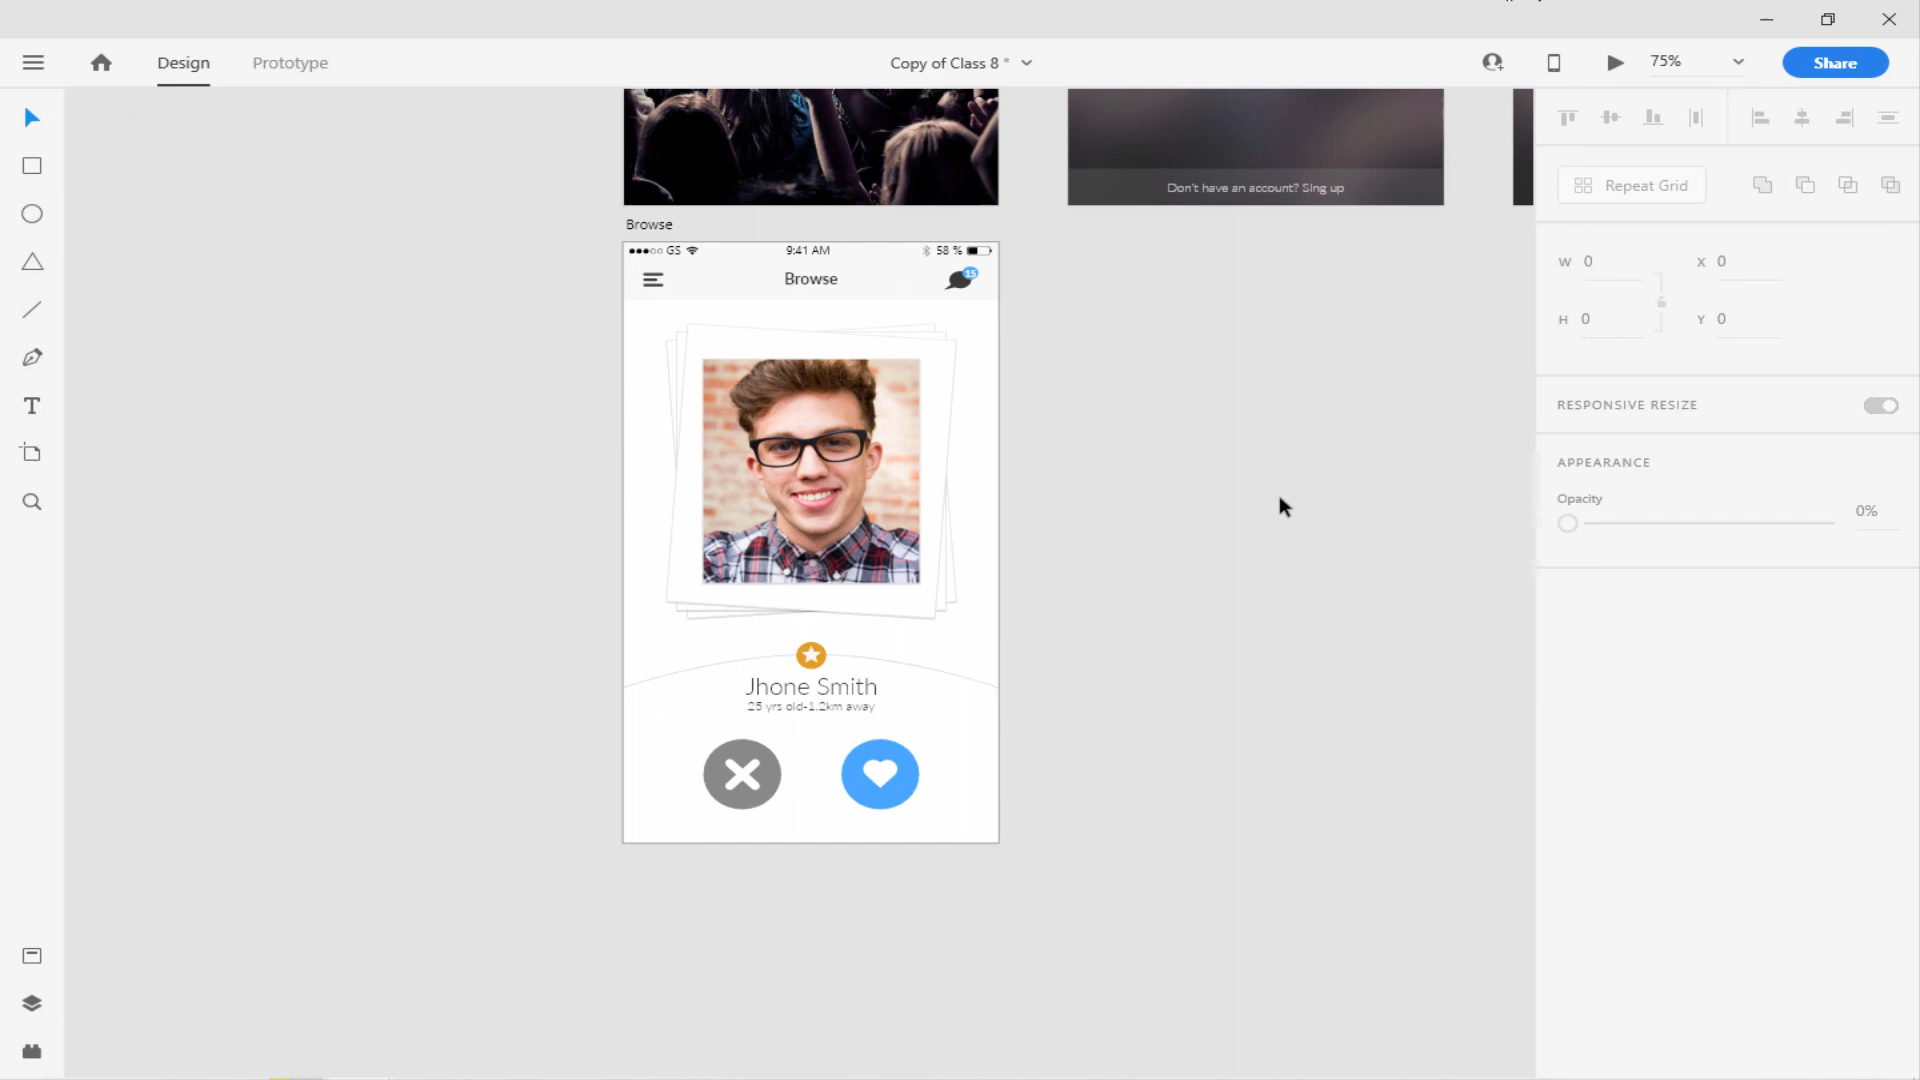 Design
Prototype
Copy of Class 8 *
75%
Share
Don't have an account? Sing up
Repeat Grid
Browse
GS
9:41 AM
58 %
Browse
15
W 0
X 0
H 0
Y 0
RESPONSIVE RESIZE
APPEARANCE
Opacity
0%
Jhone Smith
25 yrs old-1.2km away
T